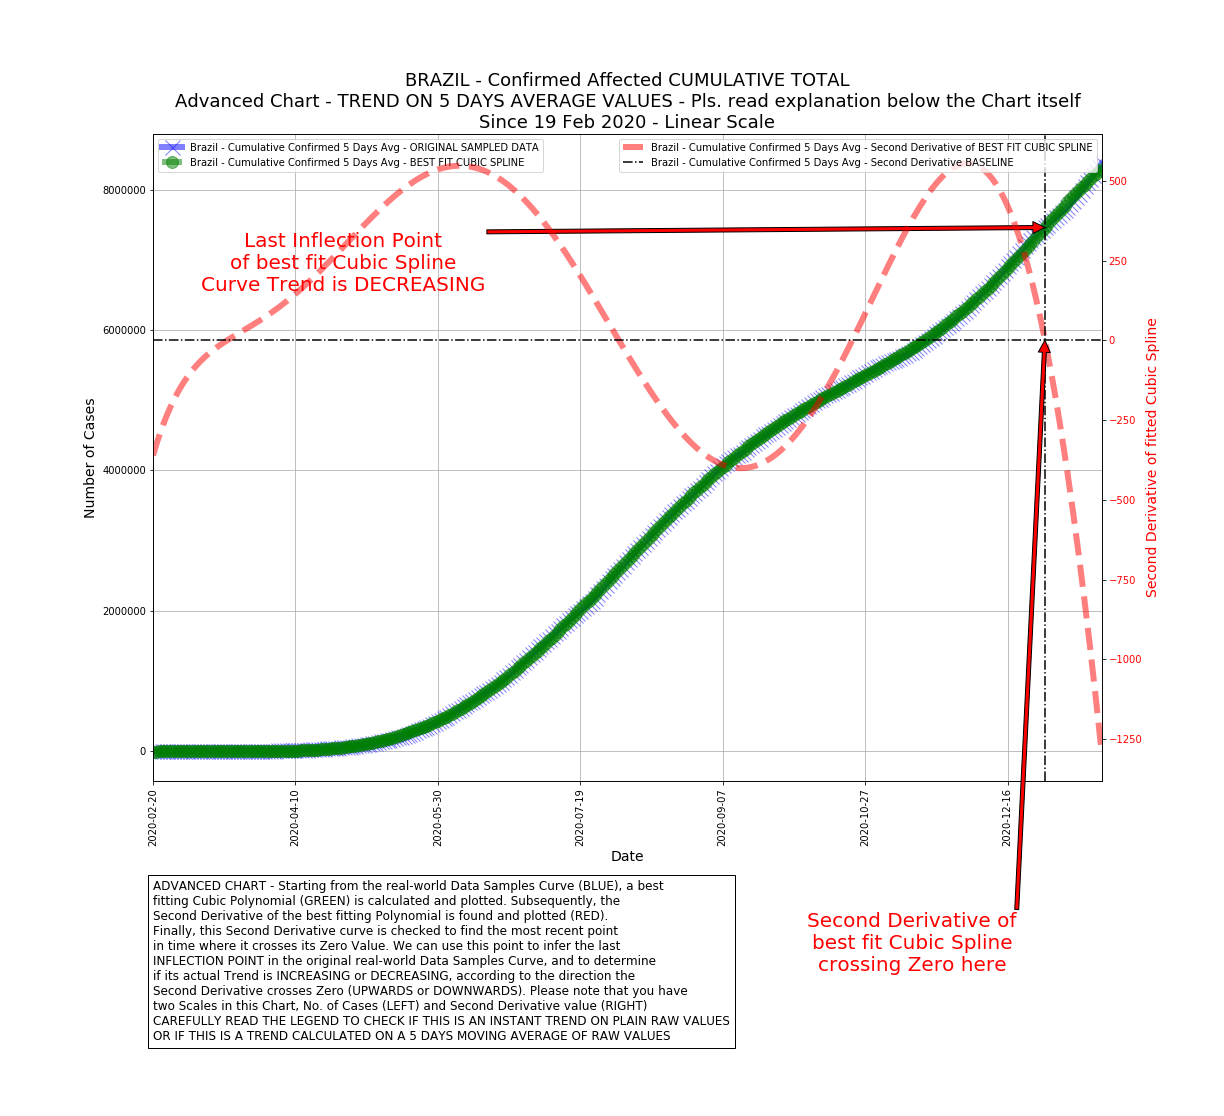 BRAZIL - Confirmed Affected CUMULATIVE TOTAL
Advanced Chart - TREND ON 5 DAYS AVERAGE VALUES - Pls. read explanation below the Chart itself
Since 19 Feb 2020 - Linear Scale
Brazil - Cumulative Confirmed 5 Days Avg - ORIGINAL SAMPLED DATA
Brazil - Cumulative Confirmed 5 Days Avg - BEST FIT CUBIC SPLINE
Brazil - Cumulative Confirmed 5 Days Avg - Second Derivative of BEST FIT CUBIC SPLINE
Brazil - Cumulative Confirmed 5 Days Avg - Second Derivative BASELINE
Last Inflection Point
of best fit Cubic Spline
Curve Trend is DECREASING
Number of Cases
8000000
6000000
4000000
2000000
0
500
250
0
−250
−500
−750
−1000
−1250
Second Derivative of fitted Cubic Spline
2020-02-20
2020-04-10
2020-05-30
2020-07-19
2020-09-07
2020-10-27
2020-12-16
Date
ADVANCED CHART - Starting from the real-world Data Samples Curve (BLUE), a best
fitting Cubic Polynomial (GREEN) is calculated and plotted. Subsequently, the
Second Derivative of the best fitting Polynomial is found and plotted (RED).
Finally, this Second Derivative curve is checked to find the most recent point
in time where it crosses its Zero Value. We can use this point to infer the last
INFLECTION POINT in the original real-world Data Samples Curve, and to determine
if its actual Trend is INCREASING or DECREASING, according to the direction the
Second Derivative crosses Zero (UPWARDS or DOWNWARDS). Please note that you have
two Scales in this Chart, No. of Cases (LEFT) and Second Derivative value (RIGHT)
CAREFULLY READ THE LEGEND TO CHECK IF THIS IS AN INSTANT TREND ON PLAIN RAW VALUES
OR IF THIS IS A TREND CALCULATED ON A 5 DAYS MOVING AVERAGE OF RAW VALUES
Second Derivative of
best fit Cubic Spline
crossing Zero here